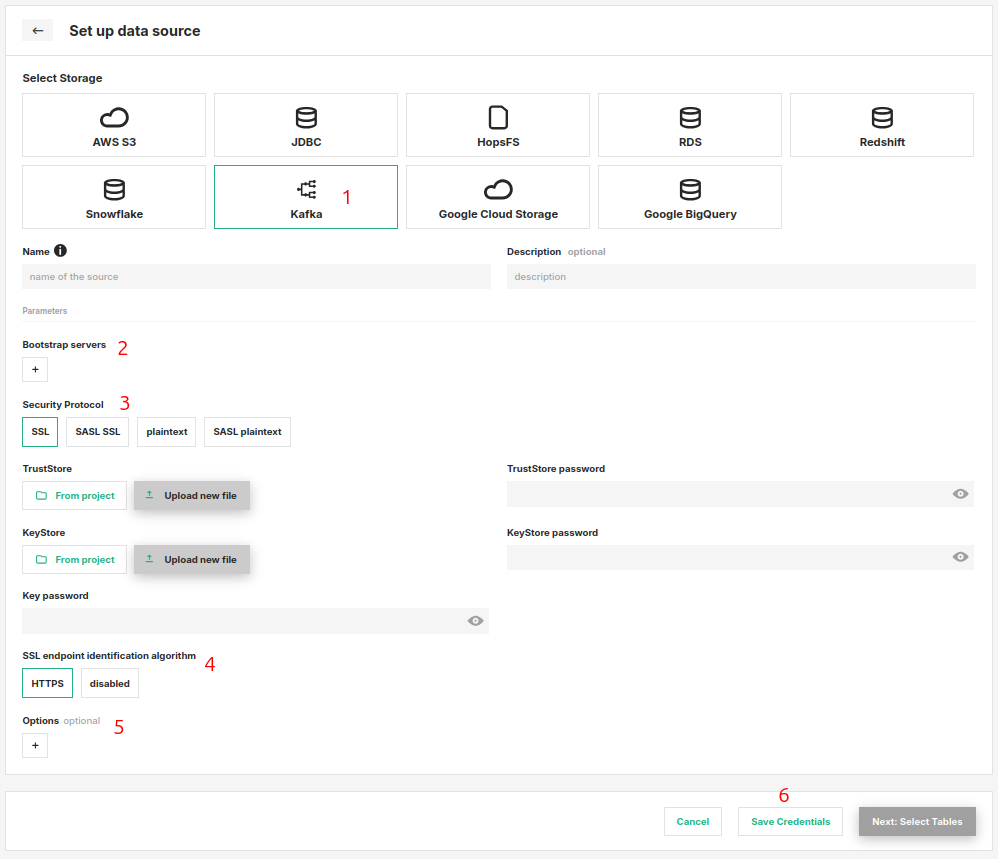 ← Set up data source
Select Storage
AWS S3 JDBC HopsFS RDS Redshift
Snowflake Kafka 1 Google Cloud Storage Google BigQuery
Name Description optional
name of the source description
Parameters
Bootstrap servers 2
+
Security Protocol 3
SSL SASL SSL plaintext SASL plaintext
TrustStore TrustStore password
From project Upload new file
KeyStore KeyStore password
From project Upload new file
Key password
SSL endpoint identification algorithm 4
HTTPS disabled
Options optional 5
+
6
Cancel Save Credentials Next: Select Tables